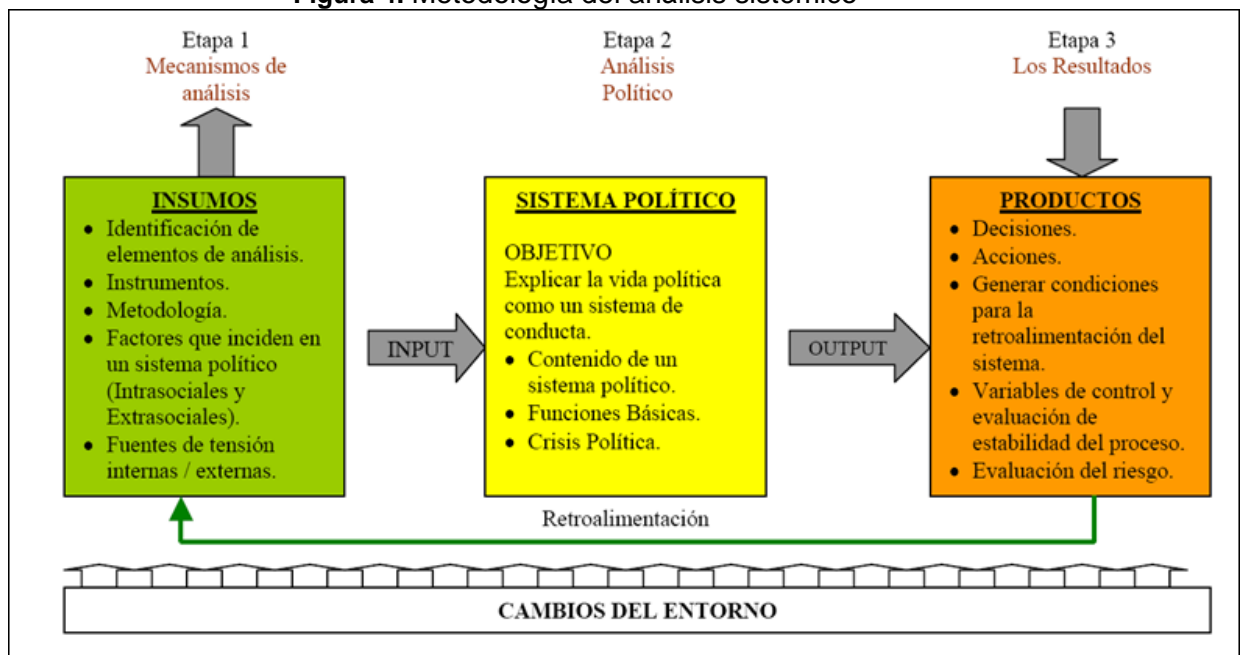 Etapa 1
Mecanismos de
análisis
Etapa 2
Análisis
Político
Etapa 3
Los Resultados
INSUMOS
• Identificación de
elementos de análisis.
• Instrumentos.
• Metodología.
• Factores que inciden en
un sistema político
(Intrasociales y
Extrasociales).
• Fuentes de tensión
internas / externas.
INPUT
SISTEMA POLÍTICO
OBJETIVO
Explicar la vida política
como un sistema de
conducta.
• Contenido de un
sistema político.
• Funciones Básicas.
• Crisis Política.
OUTPUT
PRODUCTOS
• Decisiones.
• Acciones.
• Generar condiciones
para la
retroalimentación del
sistema.
• Variables de control y
evaluación de
estabilidad del proceso.
• Evaluación del riesgo.
Retroalimentación
CAMBIOS DEL ENTORNO